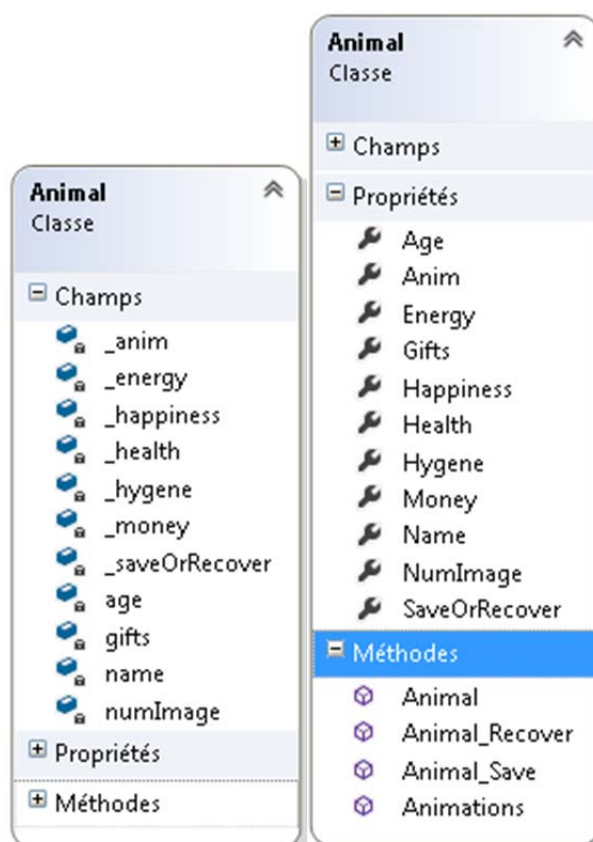 Animal
Classe
Champs
_anim
_energy
_happiness
_health
_hygene
_money
_saveOrRecover
age
gifts
name
numImage
Propriétés
Méthodes
Animal
Classe
Champs
Propriétés
Age
Anim
Energy
Gifts
Happiness
Health
Hygene
Money
Name
NumImage
SaveOrRecover
Méthodes
Animal
Animal_Recover
Animal_Save
Animations